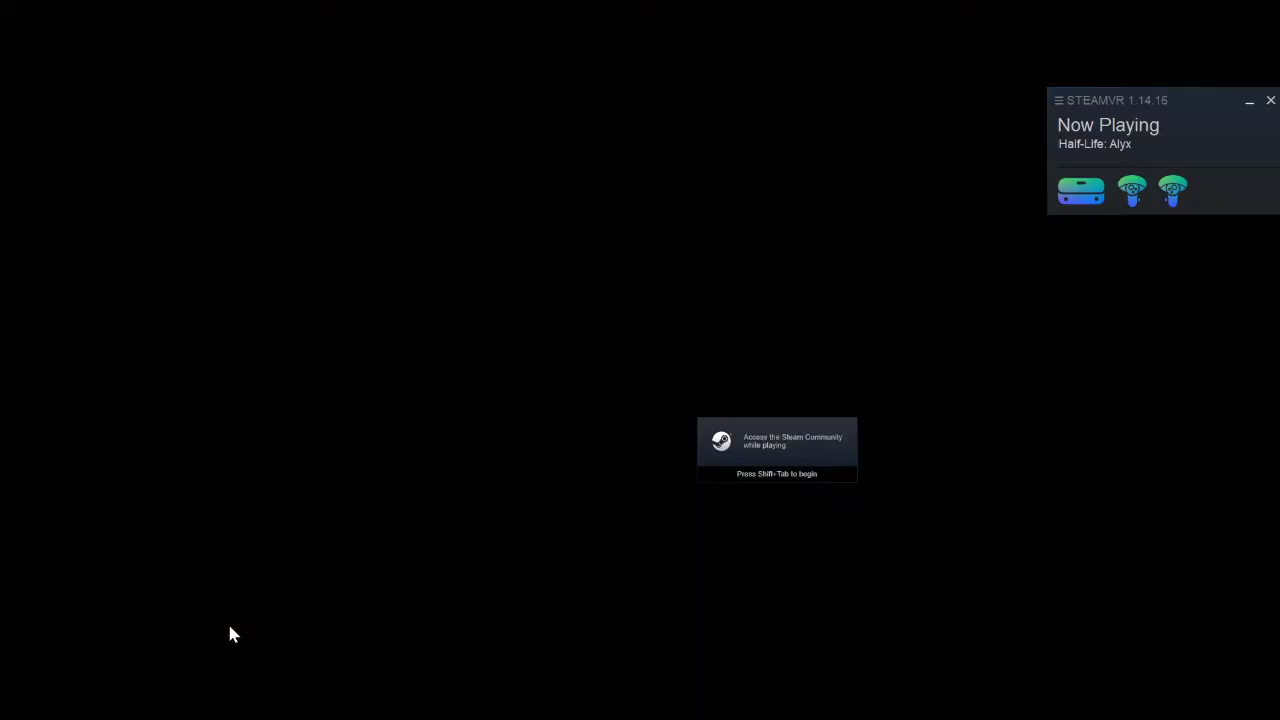 STEAMVR 1.14.16
Now Playing
Half-Life: Alyx
Access the Steam Community
while playing
Press Shift+Tab to begin